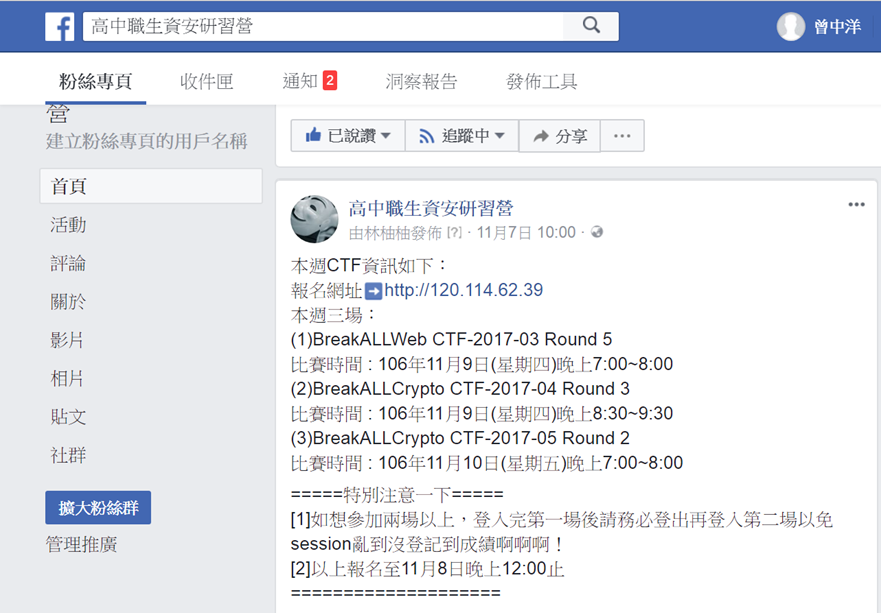 高中職生資安研習營
曾中洋
粉絲專頁 收件匣 通知 2 洞察報告 發佈工具
營
建立粉絲專頁的用戶名稱
已說讚 追蹤中 分享 ...
首頁
活動
評論
關於
影片
相片
貼文
社群
擴大粉絲群
管理推廣
高中職生資安研習營
由林柚柚發佈 [?] · 11月7日 10:00 ·
本週CTF資訊如下：
報名網址➡http://120.114.62.39
本週三場：
(1)BreakALLWeb CTF-2017-03 Round 5
比賽時間 : 106年11月9日(星期四)晚上7:00~8:00
(2)BreakALLCrypto CTF-2017-04 Round 3
比賽時間 : 106年11月9日(星期四)晚上8:30~9:30
(3)BreakALLCrypto CTF-2017-05 Round 2
比賽時間 : 106年11月10日(星期五)晚上7:00~8:00
=====特別注意一下=====
[1]如想參加兩場以上，登入完第一場後請務必登出再登入第二場以免
session亂到沒登記到成績啊啊啊！
[2]以上報名至11月8日晚上12:00止
====================